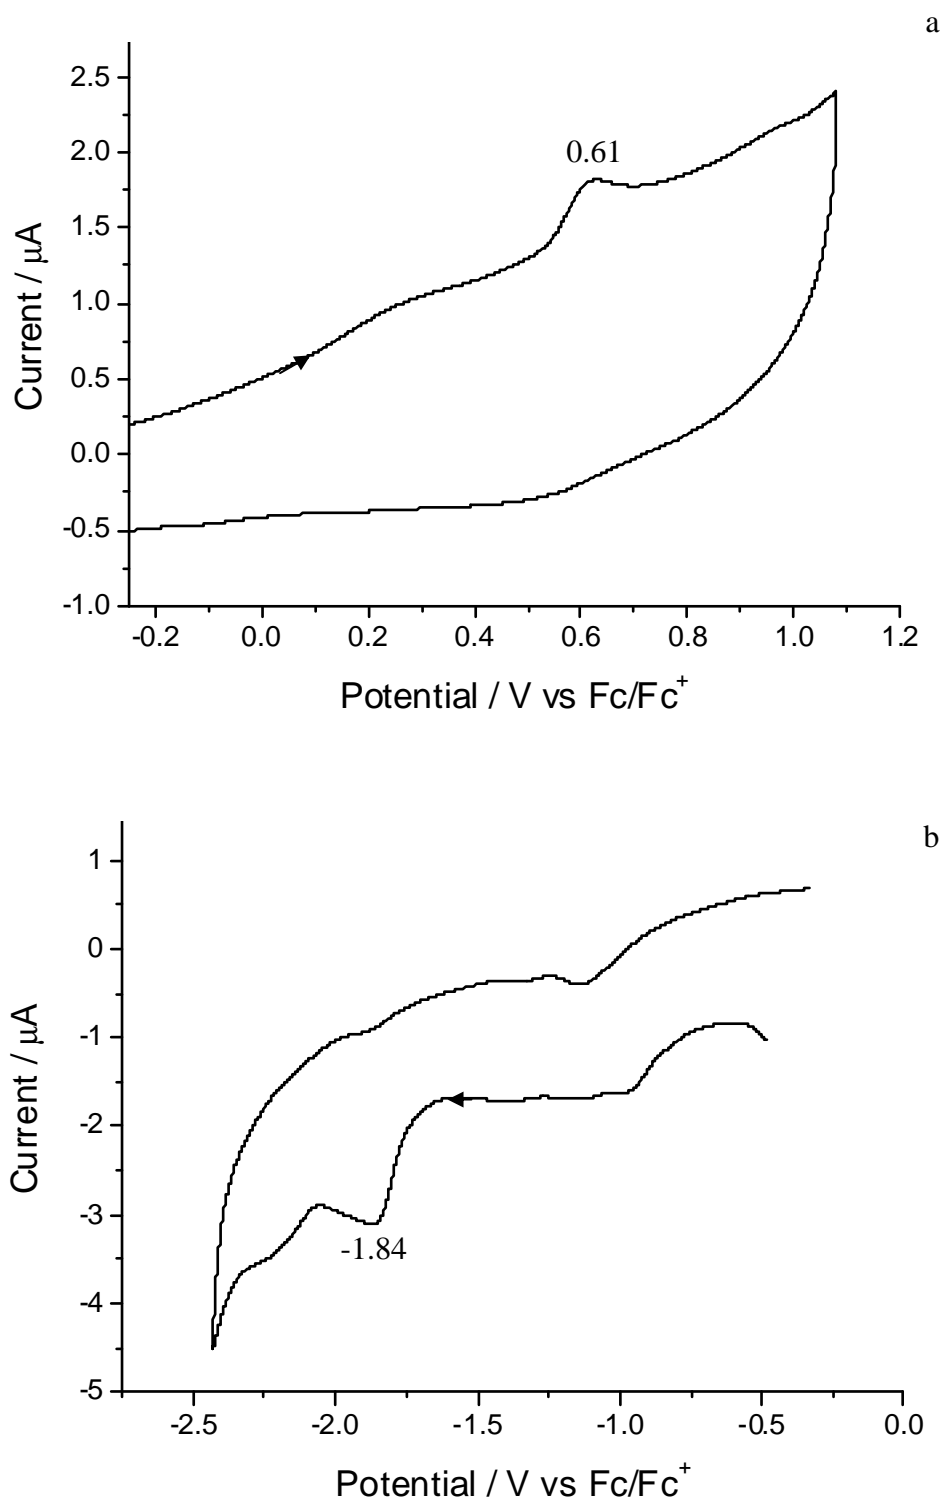 a
2.5
2.0
1.5
1.0
0.5
0.0
-0.5
-1.0
Current / μA
0.61
-0.2 0.0 0.2 0.4 0.6 0.8 1.0 1.2
Potential / V vs Fc/Fc⁺
b
1
0
-1
-2
-3
-4
-5
Current / μA
-1.84
-2.5 -2.0 -1.5 -1.0 -0.5 0.0
Potential / V vs Fc/Fc⁺